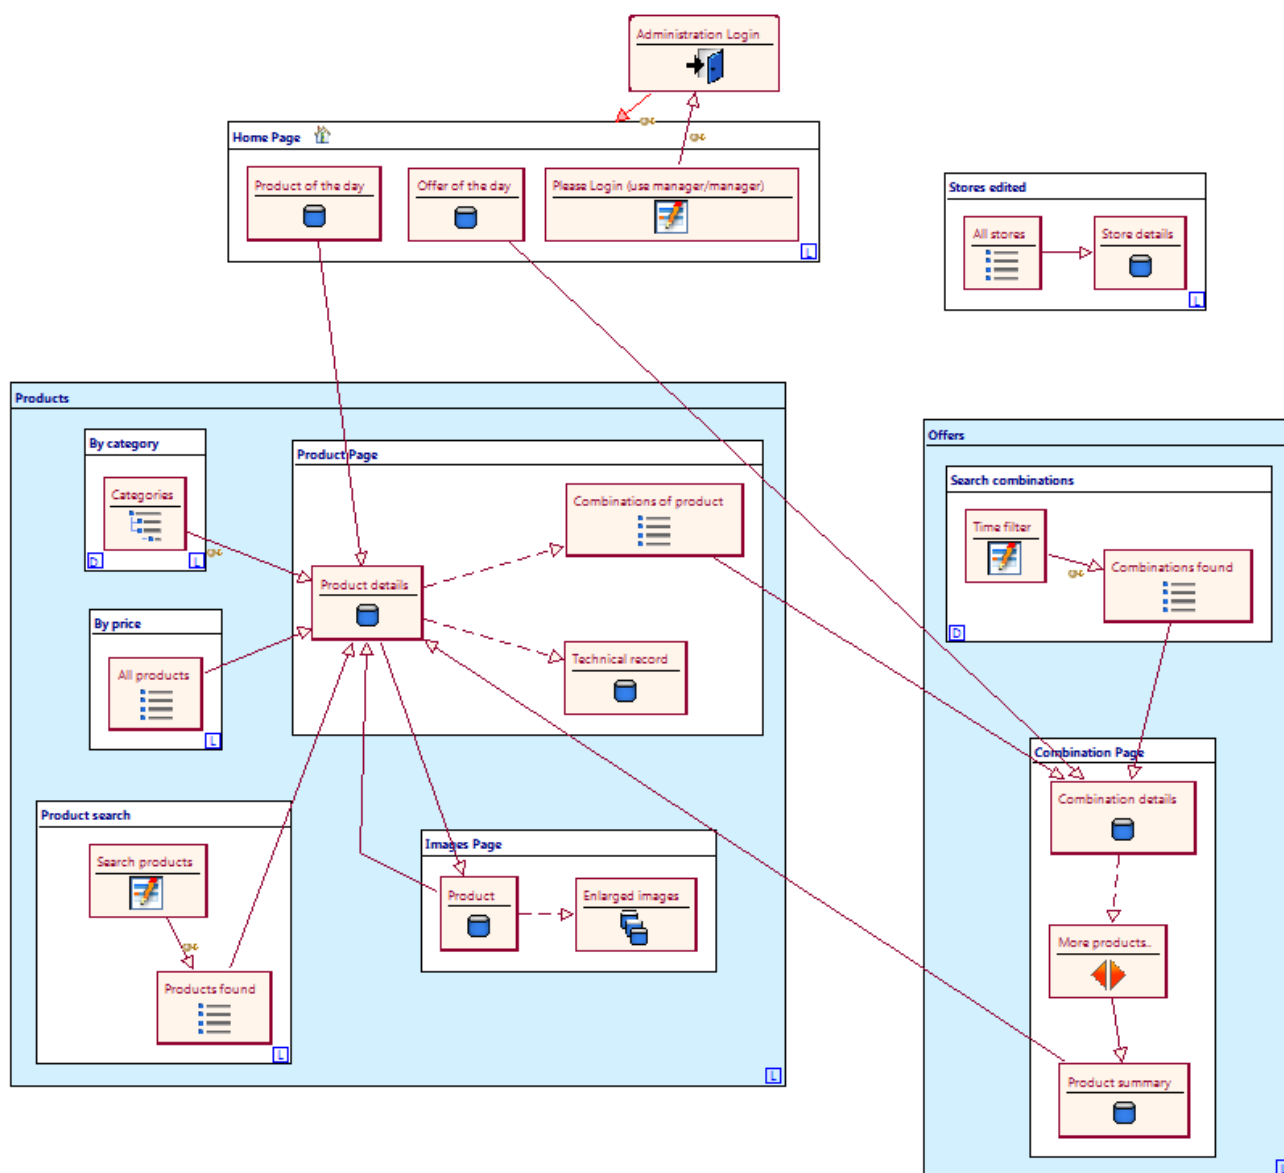 Administration Login
Home Page
Product of the day
Offer of the day
Please Login (use manager/manager)
L
Stores edited
All stores
Store details
L
Products
By category
Categories
D
L
Product Page
Combinations of product
Product details
Technical record
By price
All products
L
Product search
Search products
Products found
L
Images Page
Product
Enlarged images
L
Offers
Search combinations
Time filter
Combinations found
D
Combination Page
Combination details
More products..
Product summary